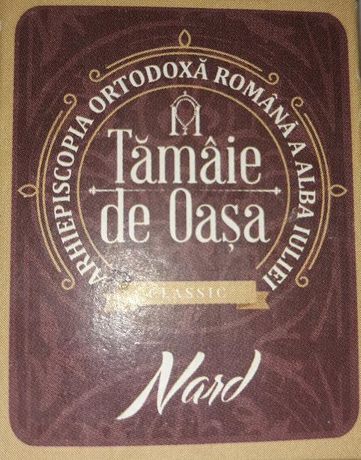 ARHIEPISCOPIA ORTODOXĂ ROMÂNĂ A ALBA IULIEI
Tămâie
de Oașa
CLASSIC
Nard